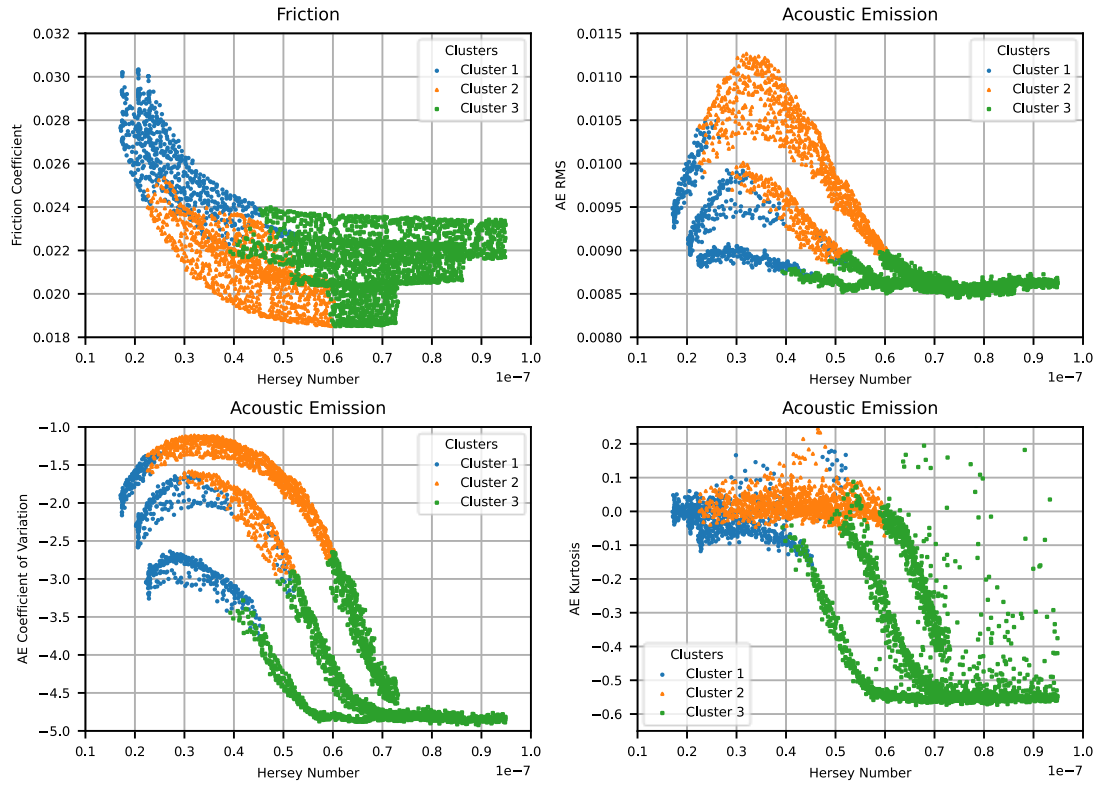 Friction
0.032
0.030
0.028
0.026
0.024
0.022
0.020
0.018
Friction Coefficient
Clusters
Cluster 1
Cluster 2
Cluster 3
0.1 0.2 0.3 0.4 0.5 0.6 0.7 0.8 0.9 1.0
Hersey Number
1e−7
Acoustic Emission
0.0115
0.0110
0.0105
0.0100
0.0095
0.0090
0.0085
0.0080
AE RMS
Clusters
Cluster 1
Cluster 2
Cluster 3
0.1 0.2 0.3 0.4 0.5 0.6 0.7 0.8 0.9 1.0
Hersey Number
1e−7
Acoustic Emission
−1.0
−1.5
−2.0
−2.5
−3.0
−3.5
−4.0
−4.5
−5.0
AE Coefficient of Variation
Clusters
Cluster 1
Cluster 2
Cluster 3
0.1 0.2 0.3 0.4 0.5 0.6 0.7 0.8 0.9 1.0
Hersey Number
1e−7
Acoustic Emission
0.2
0.1
0.0
−0.1
−0.2
−0.3
−0.4
−0.5
−0.6
AE Kurtosis
Clusters
Cluster 1
Cluster 2
Cluster 3
0.1 0.2 0.3 0.4 0.5 0.6 0.7 0.8 0.9 1.0
Hersey Number
1e−7